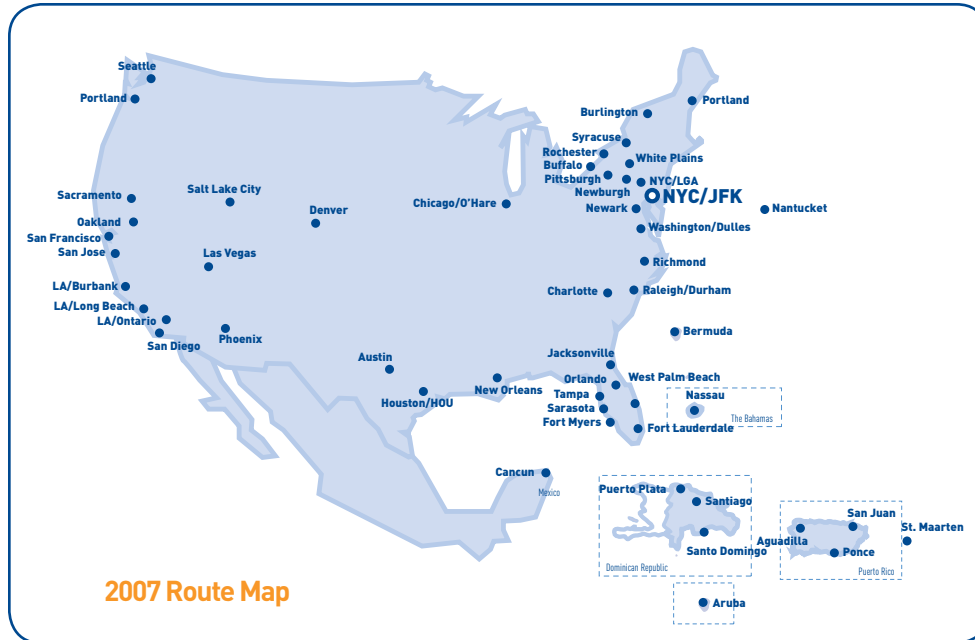 Seattle
Portland
Portland
Burlington
Syracuse
Rochester
White Plains
Buffalo
Pittsburgh
NYC/LGA
Newburgh
NYC/JFK
Newark
Nantucket
Sacramento
Salt Lake City
Chicago/O'Hare
Denver
Oakland
Washington/Dulles
San Francisco
San Jose
Las Vegas
Richmond
LA/Burbank
Charlotte
Raleigh/Durham
LA/Long Beach
LA/Ontario
Bermuda
San Diego
Phoenix
Austin
Jacksonville
Orlando
West Palm Beach
New Orleans
Houston/HOU
Tampa
Nassau
Sarasota
The Bahamas
Fort Myers
Fort Lauderdale
Cancun
Mexico
Puerto Plata
Santiago
San Juan
St. Maarten
Aguadilla
Santo Domingo
Ponce
Dominican Republic
Puerto Rico
2007 Route Map
Aruba